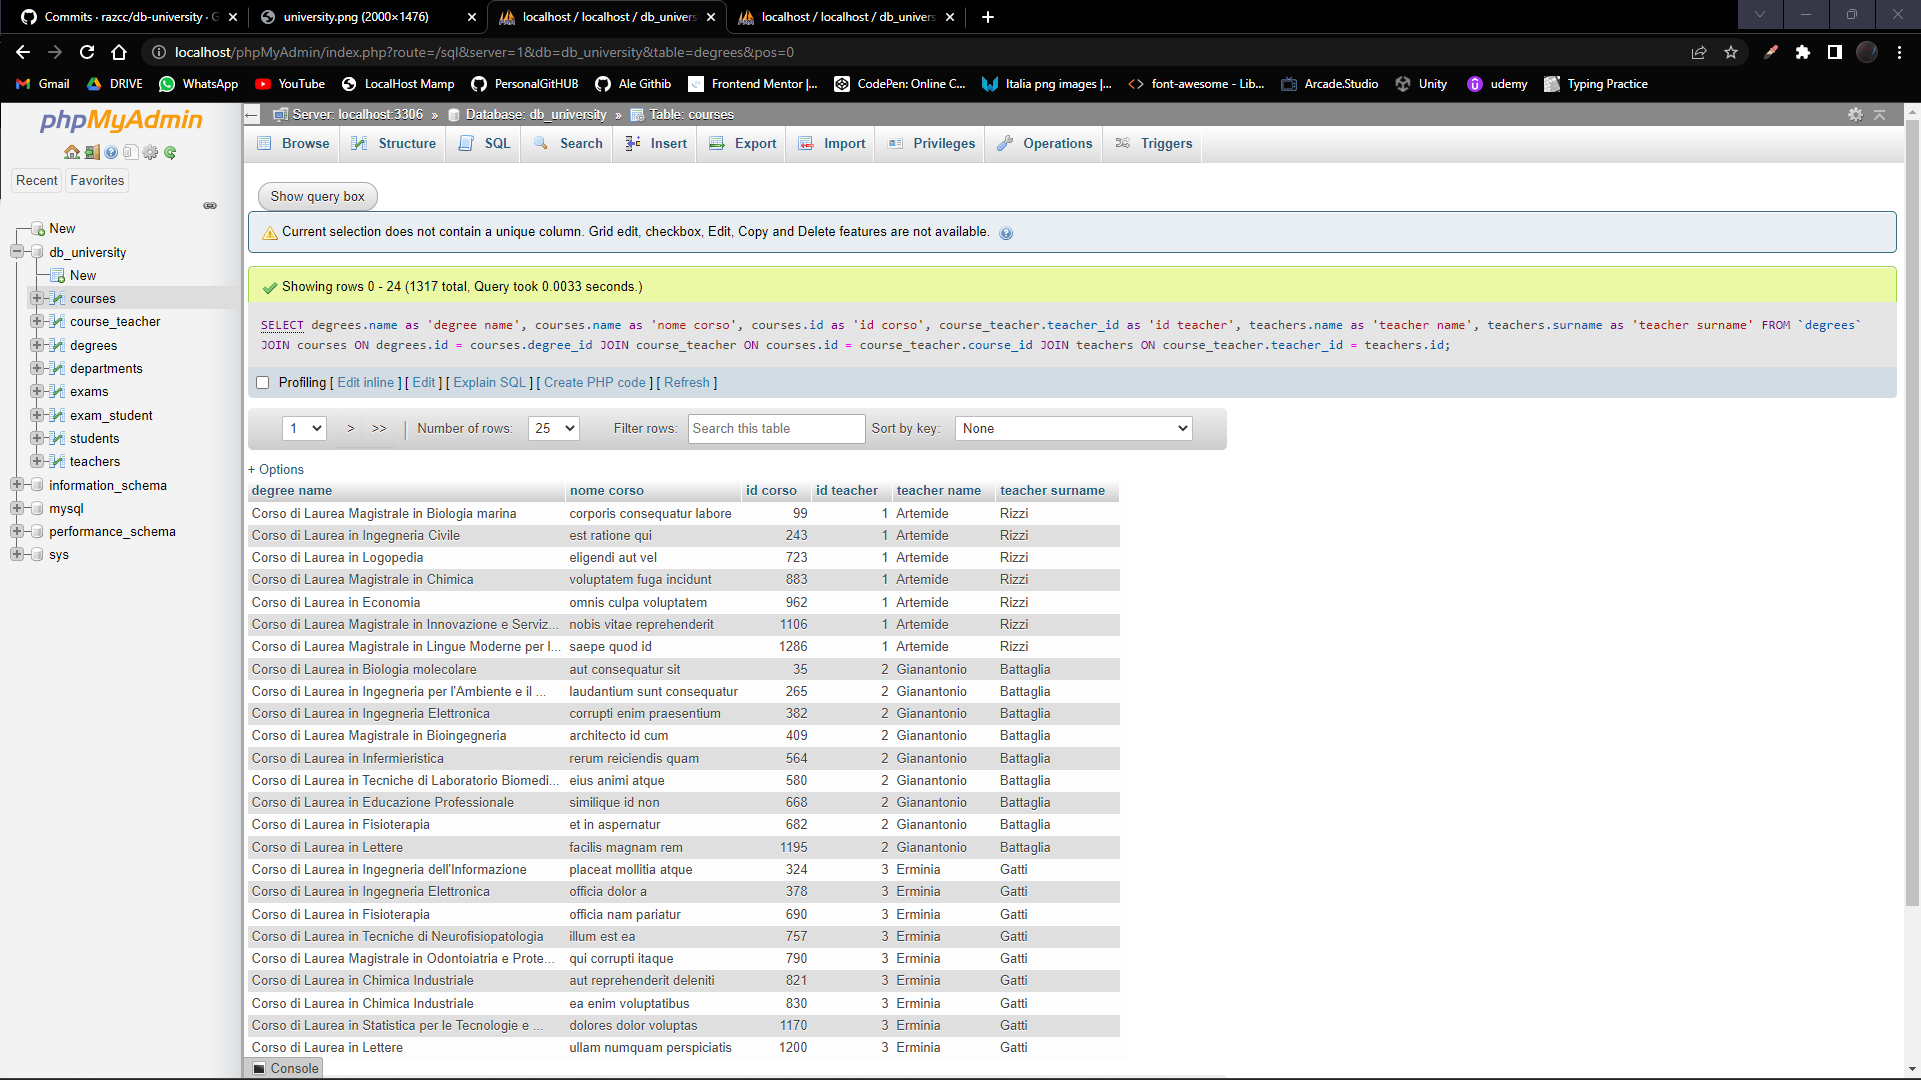 Commits · razcc/db-university · G
university.png (2000×1476)
localhost / localhost / db_univers
localhost / localhost / db_univers
localhost/phpMyAdmin/index.php?route=/sql&server=1&db=db_university&table=degrees&pos=0
Gmail DRIVE WhatsApp YouTube LocalHost Mamp PersonalGitHUB Ale Githib Frontend Mentor |... CodePen: Online C... Italia png images |... font-awesome - Lib... Arcade.Studio Unity udemy Typing Practice
phpMyAdmin
Recent Favorites
New
db_university
New
courses
course_teacher
degrees
departments
exams
exam_student
students
teachers
information_schema
mysql
performance_schema
sys
Server: localhost:3306 » Database: db_university » Table: courses
Browse Structure SQL Search Insert Export Import Privileges Operations Triggers
Show query box
Current selection does not contain a unique column. Grid edit, checkbox, Edit, Copy and Delete features are not available.
Showing rows 0 - 24 (1317 total, Query took 0.0033 seconds.)
SELECT degrees.name as 'degree name', courses.name as 'nome corso', courses.id as 'id corso', course_teacher.teacher_id as 'id teacher', teachers.name as 'teacher name', teachers.surname as 'teacher surname' FROM `degrees`
JOIN courses ON degrees.id = courses.degree_id JOIN course_teacher ON courses.id = course_teacher.course_id JOIN teachers ON course_teacher.teacher_id = teachers.id;
Profiling [ Edit inline ] [ Edit ] [ Explain SQL ] [ Create PHP code ] [ Refresh ]
1 > >> | Number of rows: 25 Filter rows: Search this table Sort by key: None
+ Options
degree name nome corso id corso id teacher teacher name teacher surname
Corso di Laurea Magistrale in Biologia marina corporis consequatur labore 99 1 Artemide Rizzi
Corso di Laurea in Ingegneria Civile est ratione qui 243 1 Artemide Rizzi
Corso di Laurea in Logopedia eligendi aut vel 723 1 Artemide Rizzi
Corso di Laurea Magistrale in Chimica voluptatem fuga incidunt 883 1 Artemide Rizzi
Corso di Laurea in Economia omnis culpa voluptatem 962 1 Artemide Rizzi
Corso di Laurea Magistrale in Innovazione e Serviz... nobis vitae reprehenderit 1106 1 Artemide Rizzi
Corso di Laurea Magistrale in Lingue Moderne per l... saepe quod id 1286 1 Artemide Rizzi
Corso di Laurea in Biologia molecolare aut consequatur sit 35 2 Gianantonio Battaglia
Corso di Laurea in Ingegneria per l'Ambiente e il ... laudantium sunt consequatur 265 2 Gianantonio Battaglia
Corso di Laurea in Ingegneria Elettronica corrupti enim praesentium 382 2 Gianantonio Battaglia
Corso di Laurea Magistrale in Bioingegneria architecto id cum 409 2 Gianantonio Battaglia
Corso di Laurea in Infermieristica rerum reiciendis quam 564 2 Gianantonio Battaglia
Corso di Laurea in Tecniche di Laboratorio Biomedi... eius animi atque 580 2 Gianantonio Battaglia
Corso di Laurea in Educazione Professionale similique id non 668 2 Gianantonio Battaglia
Corso di Laurea in Fisioterapia et in aspernatur 682 2 Gianantonio Battaglia
Corso di Laurea in Lettere facilis magnam rem 1195 2 Gianantonio Battaglia
Corso di Laurea in Ingegneria dell'Informazione placeat mollitia atque 324 3 Erminia Gatti
Corso di Laurea in Ingegneria Elettronica officia dolor a 378 3 Erminia Gatti
Corso di Laurea in Fisioterapia officia nam pariatur 690 3 Erminia Gatti
Corso di Laurea in Tecniche di Neurofisiopatologia illum est ea 757 3 Erminia Gatti
Corso di Laurea Magistrale in Odontoiatria e Prote... qui corrupti itaque 790 3 Erminia Gatti
Corso di Laurea in Chimica Industriale aut reprehenderit deleniti 821 3 Erminia Gatti
Corso di Laurea in Chimica Industriale ea enim voluptatibus 830 3 Erminia Gatti
Corso di Laurea in Statistica per le Tecnologie e ... dolores dolor voluptas 1170 3 Erminia Gatti
Corso di Laurea in Lettere ullam numquam perspiciatis 1200 3 Erminia Gatti
Console